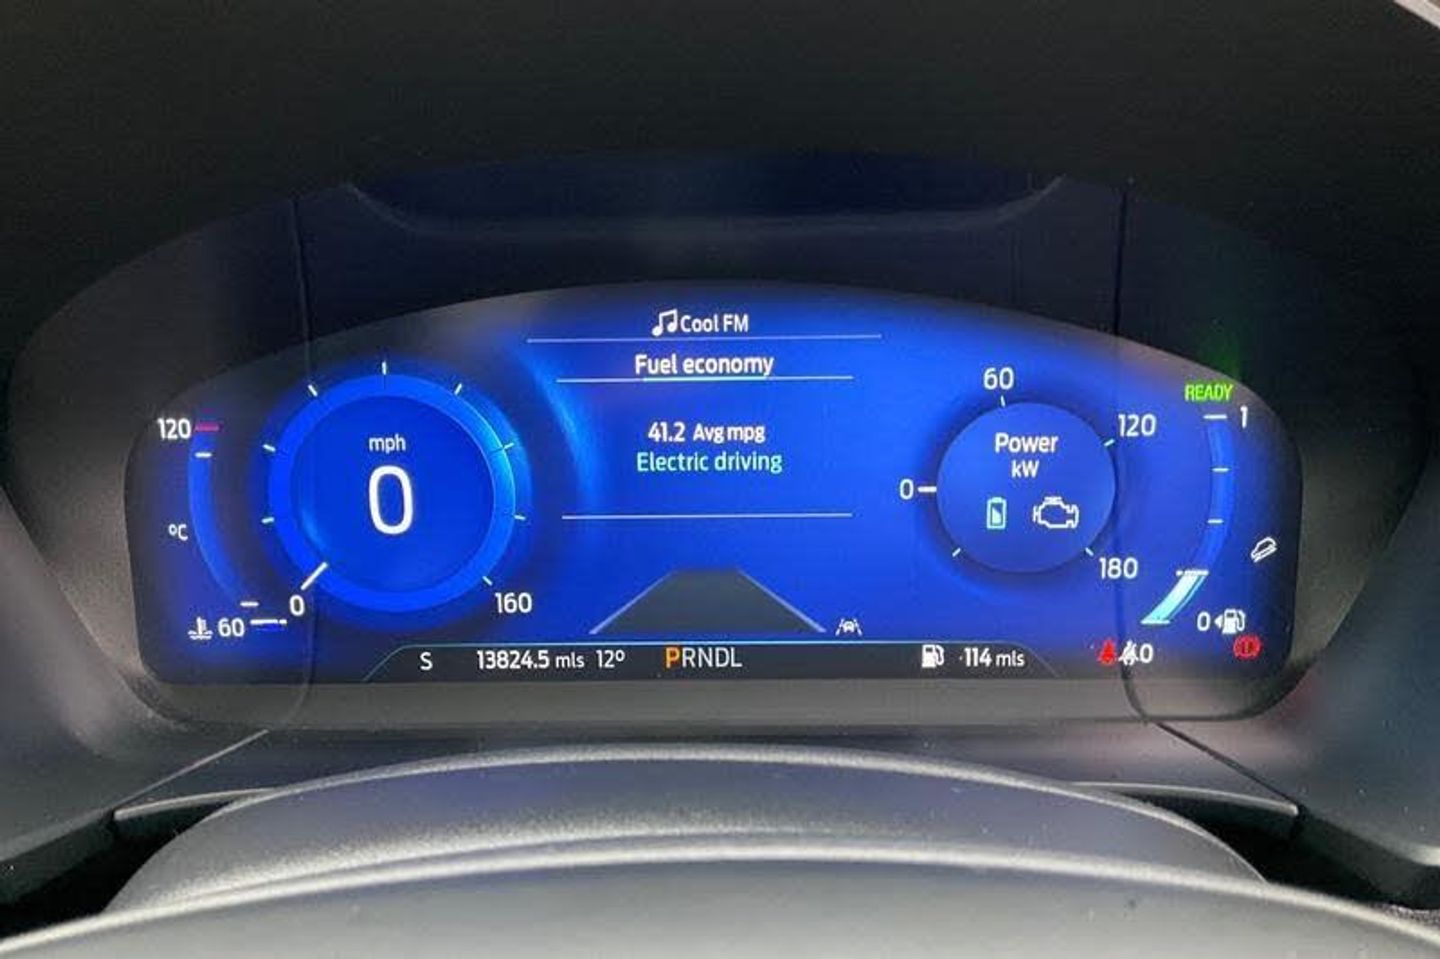 Cool FM
Fuel economy
41.2 Avg mpg
Electric driving
120
°C
60
mph
0
0
160
60
120
0
180
Power
kW
READY
1
0
0
S 13824.5 mls 12° PRNDL 114 mls